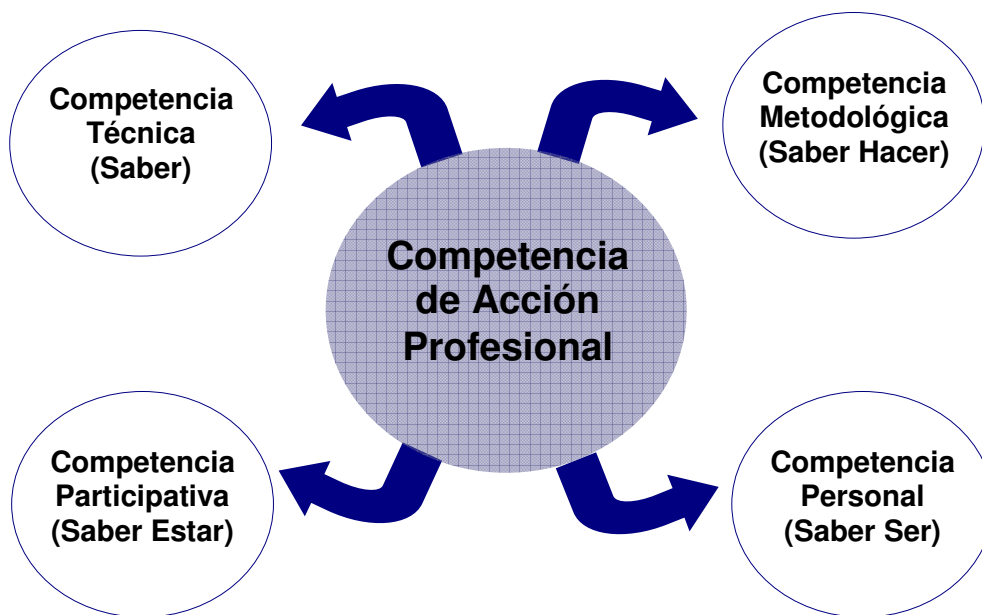 Competencia
Técnica
(Saber)
Competencia
Metodológica
(Saber Hacer)
Competencia
de Acción
Profesional
Competencia
Participativa
(Saber Estar)
Competencia
Personal
(Saber Ser)